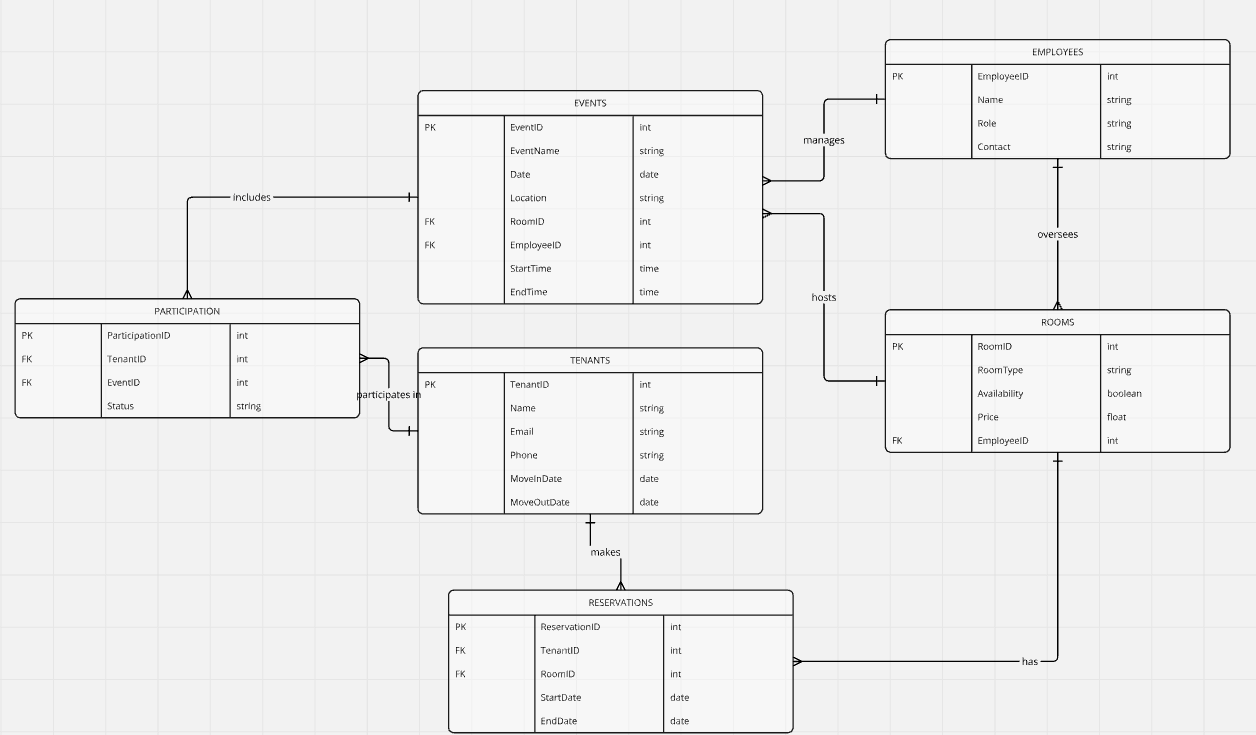 EMPLOYEES
PK EmployeeID int
Name string
Role string
Contact string
EVENTS
PK EventID int
EventName string
Date date
Location string
FK RoomID int
FK EmployeeID int
StartTime time
EndTime time
manages
includes
oversees
hosts
PARTICIPATION
PK ParticipationID int
FK TenantID int
FK EventID int
Status string
ROOMS
PK RoomID int
RoomType string
Availability boolean
Price float
FK EmployeeID int
TENANTS
PK TenantID int
Name string
Email string
Phone string
MoveInDate date
MoveOutDate date
participates in
makes
RESERVATIONS
PK ReservationID int
FK TenantID int
FK RoomID int
StartDate date
EndDate date
has